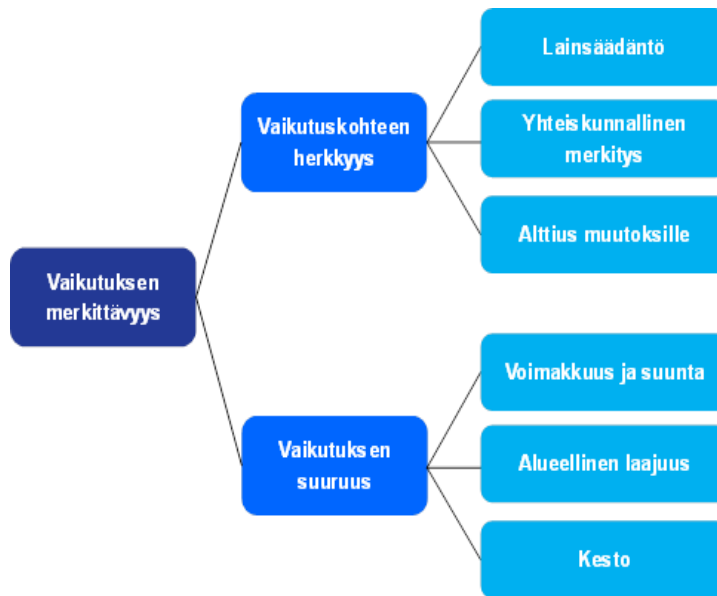 Vaikutuksen
merkittävyys
Vaikutuskohteen
herkkyys
Lainsäädäntö
Yhteiskunnallinen
merkitys
Alttius muutoksille
Vaikutuksen
suuruus
Voimakkuus ja suunta
Alueellinen laajuus
Kesto